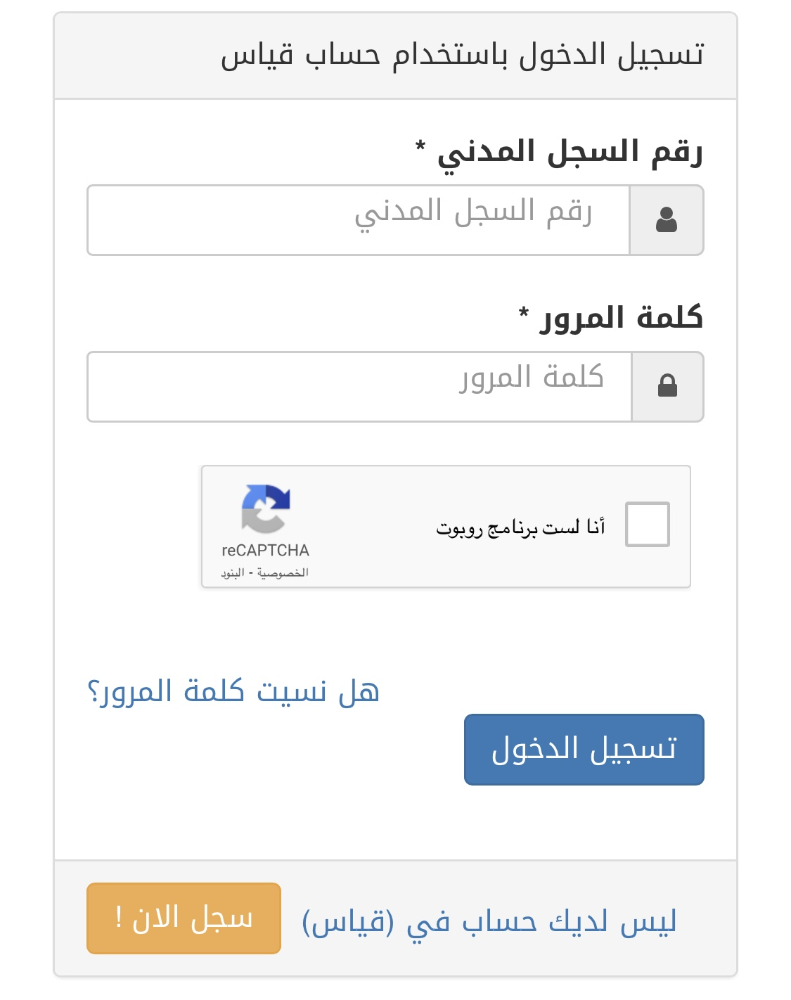 تسجيل الدخول باستخدام حساب قياس
رقم السجل المدني *
رقم السجل المدني
كلمة المرور *
كلمة المرور
أنا لست برنامج روبوت
reCAPTCHA
الخصوصية - البنود
هل نسيت كلمة المرور؟
تسجيل الدخول
ليس لديك حساب في (قياس) سجل الان !